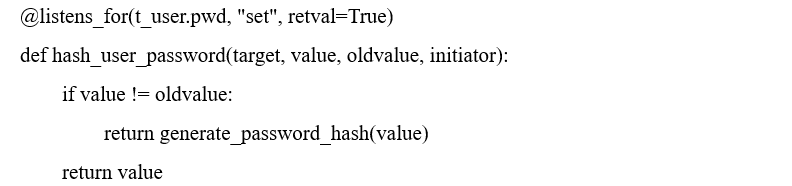 @listens_for(t_user.pwd, "set", retval=True)
def hash_user_password(target, value, oldvalue, initiator):
if value != oldvalue:
return generate_password_hash(value)
return value